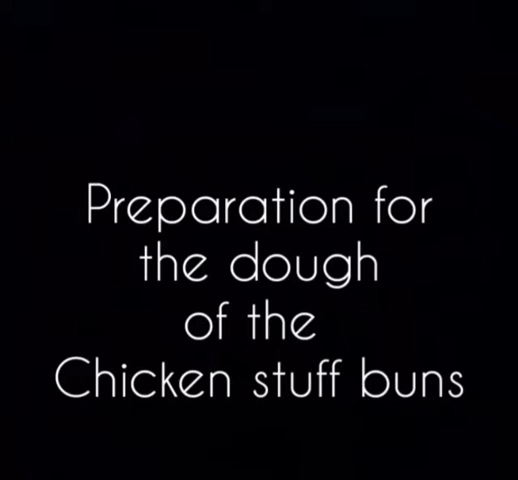 Preparation for
the dough
of the
Chicken stuff buns